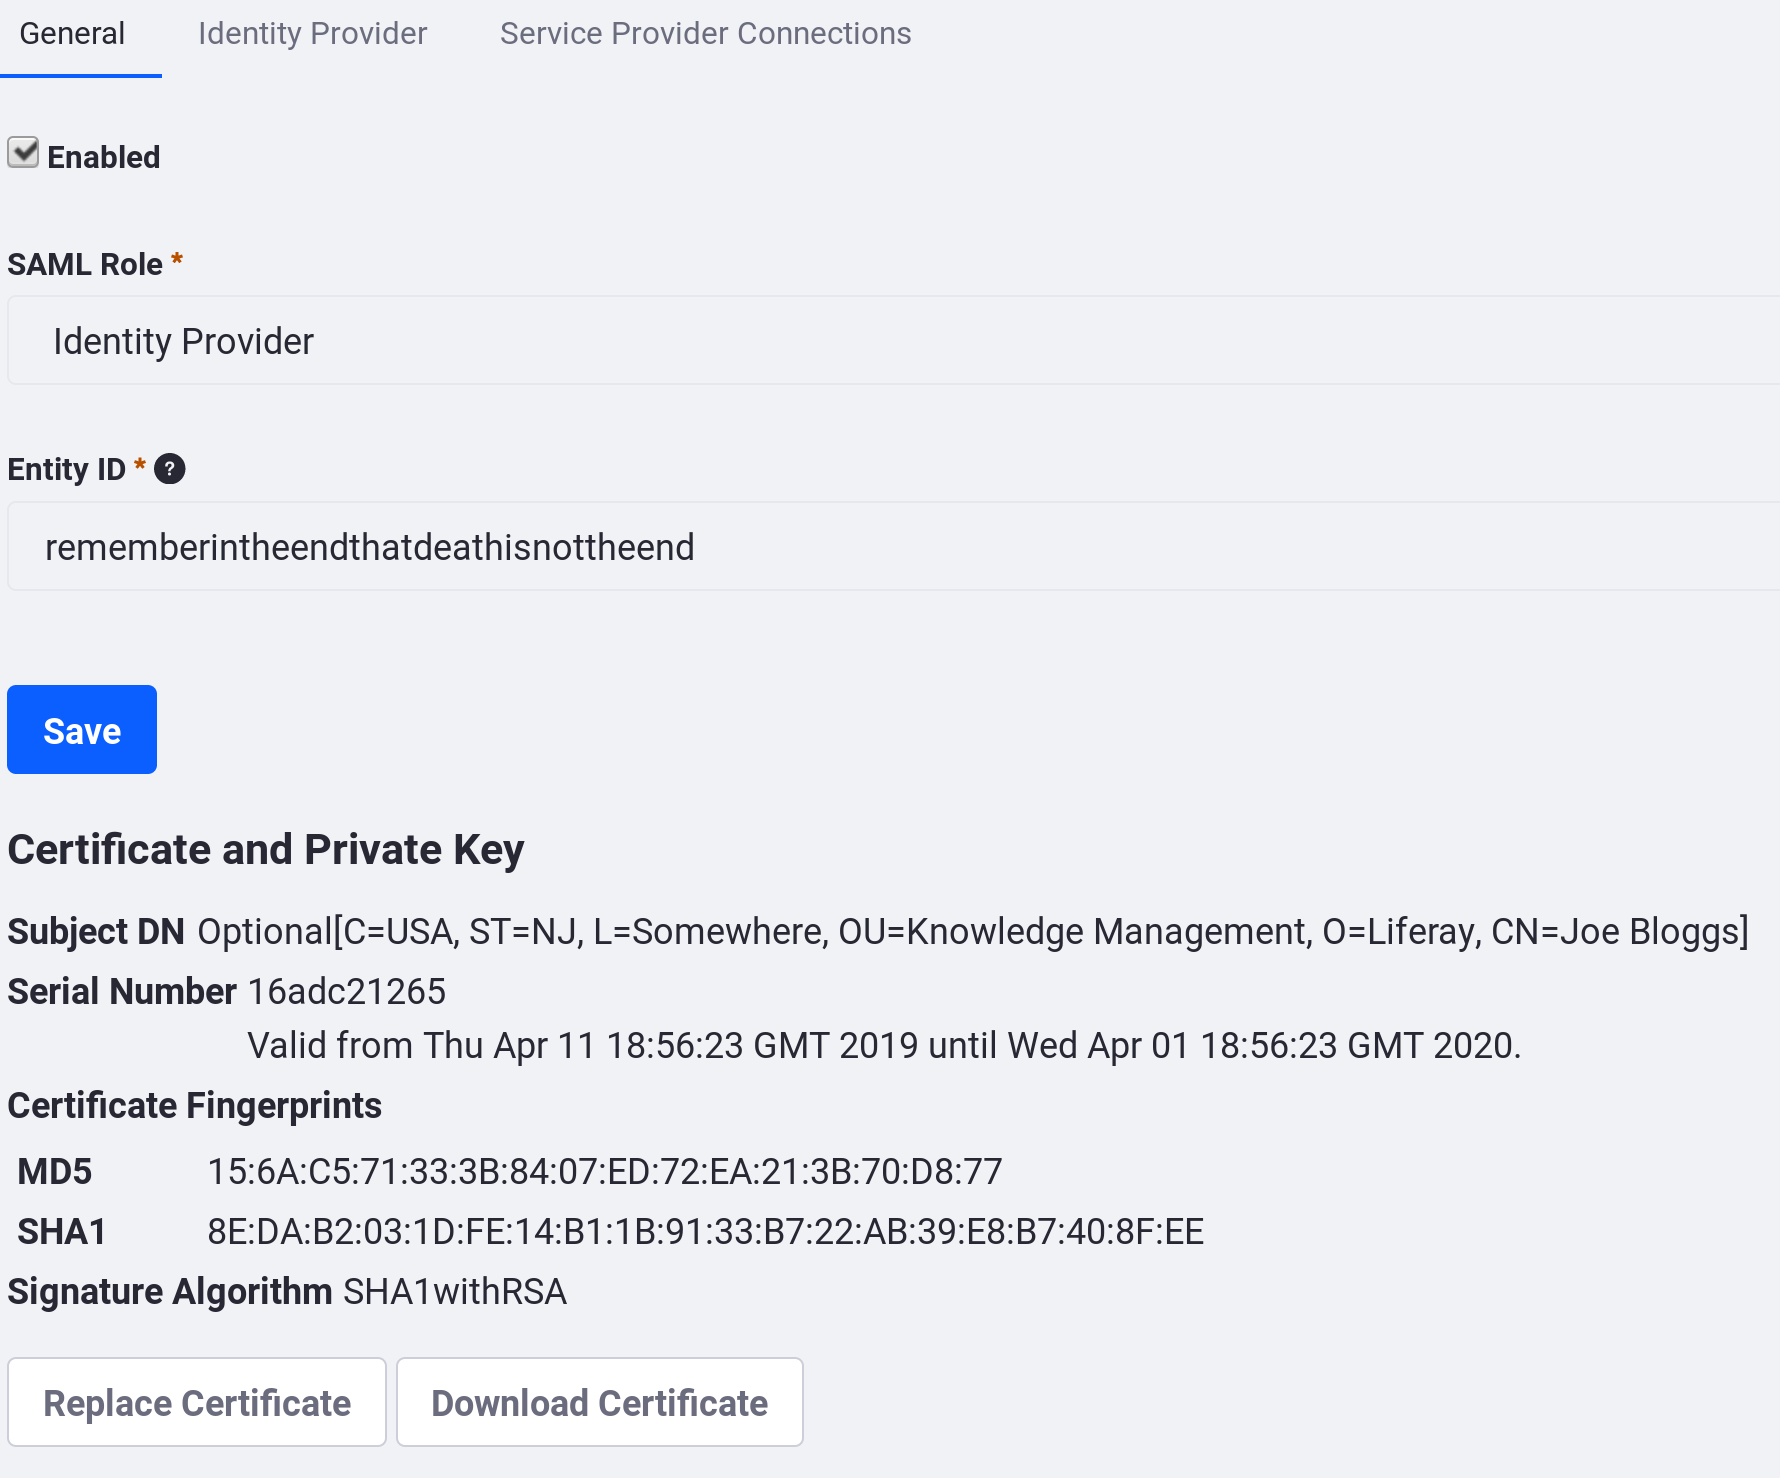 General Identity Provider Service Provider Connections
Enabled
SAML Role *
Identity Provider
Entity ID * ?
rememberintheendthatdeathisnottheend
Save
Certificate and Private Key
Subject DN Optional[C=USA, ST=NJ, L=Somewhere, OU=Knowledge Management, O=Liferay, CN=Joe Bloggs]
Serial Number 16adc21265
Valid from Thu Apr 11 18:56:23 GMT 2019 until Wed Apr 01 18:56:23 GMT 2020.
Certificate Fingerprints
MD5 15:6A:C5:71:33:3B:84:07:ED:72:EA:21:3B:70:D8:77
SHA1 8E:DA:B2:03:1D:FE:14:B1:1B:91:33:B7:22:AB:39:E8:B7:40:8F:EE
Signature Algorithm SHA1withRSA
Replace Certificate Download Certificate